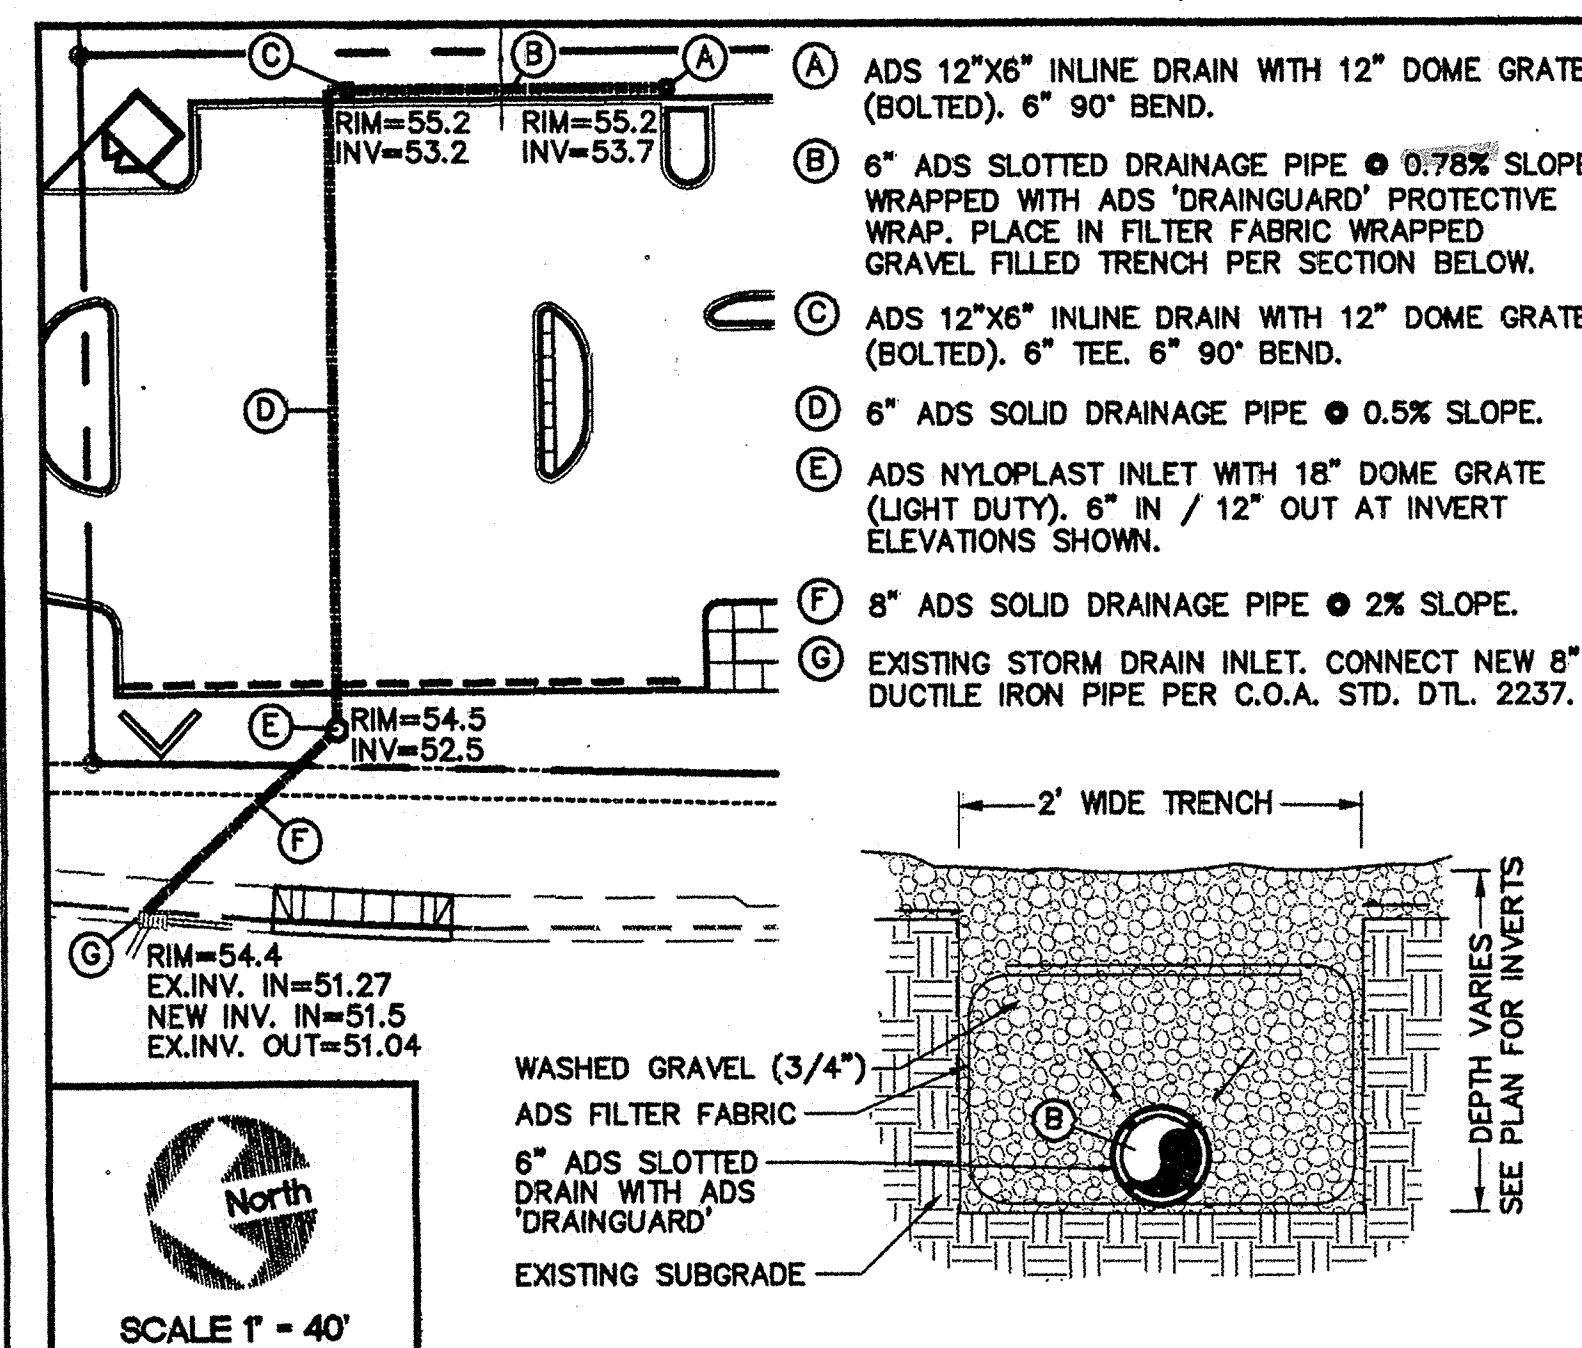 C
B
A
RIM=55.2
INV=53.2
RIM=55.2
INV=53.7
D
E
RIM=54.5
INV=52.5
F
G
RIM=54.4
EX.INV. IN=51.27
NEW INV. IN=51.5
EX.INV. OUT=51.04
North
SCALE 1" = 40'
A ADS 12"X6" INLINE DRAIN WITH 12" DOME GRATE
(BOLTED). 6" 90° BEND.
B 6" ADS SLOTTED DRAINAGE PIPE @ 0.78% SLOPE
WRAPPED WITH ADS 'DRAINGUARD' PROTECTIVE
WRAP. PLACE IN FILTER FABRIC WRAPPED
GRAVEL FILLED TRENCH PER SECTION BELOW.
C ADS 12"X6" INLINE DRAIN WITH 12" DOME GRATE
(BOLTED). 6" TEE. 6" 90° BEND.
D 6" ADS SOLID DRAINAGE PIPE @ 0.5% SLOPE.
E ADS NYLOPLAST INLET WITH 18" DOME GRATE
(LIGHT DUTY). 6" IN / 12" OUT AT INVERT
ELEVATIONS SHOWN.
F 8" ADS SOLID DRAINAGE PIPE @ 2% SLOPE.
G EXISTING STORM DRAIN INLET. CONNECT NEW 8"
DUCTILE IRON PIPE PER C.O.A. STD. DTL. 2237.
2' WIDE TRENCH
DEPTH VARIES
SEE PLAN FOR INVERTS
WASHED GRAVEL (3/4")
ADS FILTER FABRIC
B
6" ADS SLOTTED
DRAIN WITH ADS
'DRAINGUARD'
EXISTING SUBGRADE